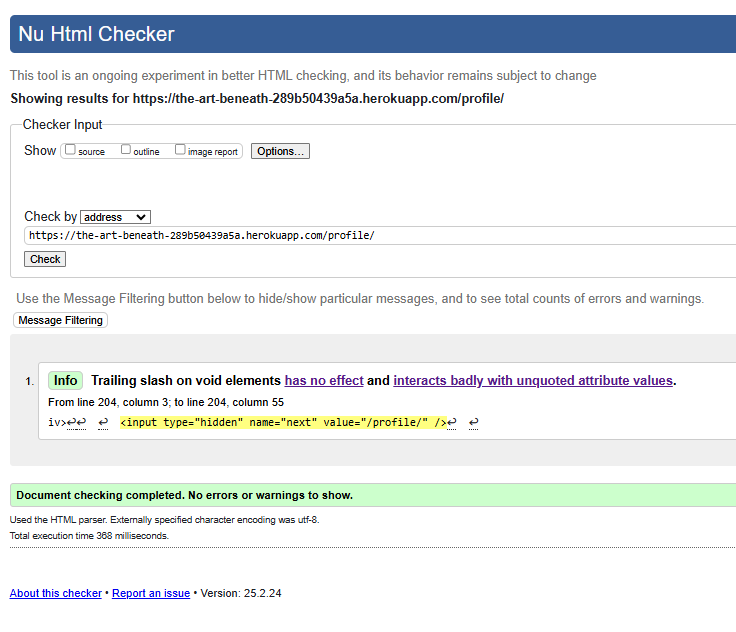 Nu Html Checker
This tool is an ongoing experiment in better HTML checking, and its behavior remains subject to change
Showing results for https://the-art-beneath-289b50439a5a.herokuapp.com/profile/
Checker Input
Show source outline image report Options...
Check by address
https://the-art-beneath-289b50439a5a.herokuapp.com/profile/
Check
Use the Message Filtering button below to hide/show particular messages, and to see total counts of errors and warnings.
Message Filtering
1. Info Trailing slash on void elements has no effect and interacts badly with unquoted attribute values.
From line 204, column 3; to line 204, column 55
iv>↩↩ ↩ <input type="hidden" name="next" value="/profile/" />↩ ↩
Document checking completed. No errors or warnings to show.
Used the HTML parser. Externally specified character encoding was utf-8.
Total execution time 368 milliseconds.
About this checker • Report an issue • Version: 25.2.24